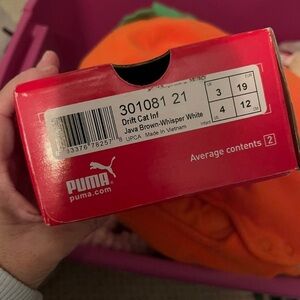 301081 21
Drift Cat Inf
Java Brown-Whisper White
UPCA Made in Vietnam
3
19
4
12
Average contents 2
PUMA
puma.com